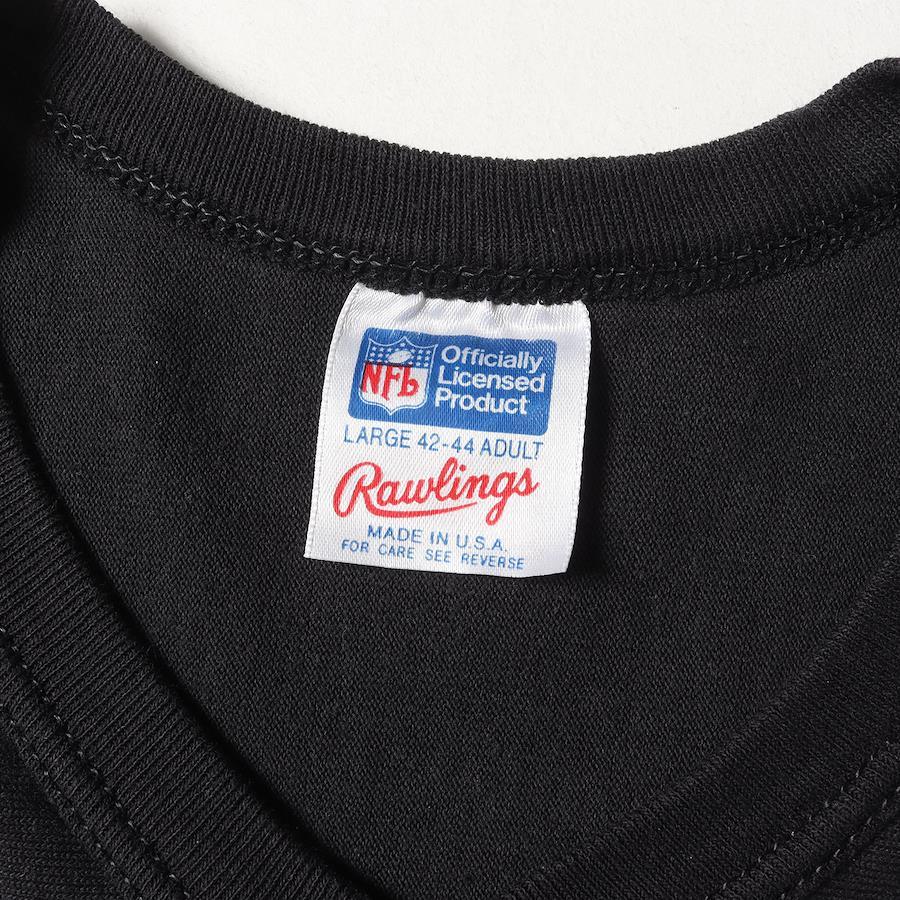 NFL
Officially
Licensed
Product
LARGE 42-44 ADULT
Rawlings
MADE IN U.S.A.
FOR CARE SEE REVERSE